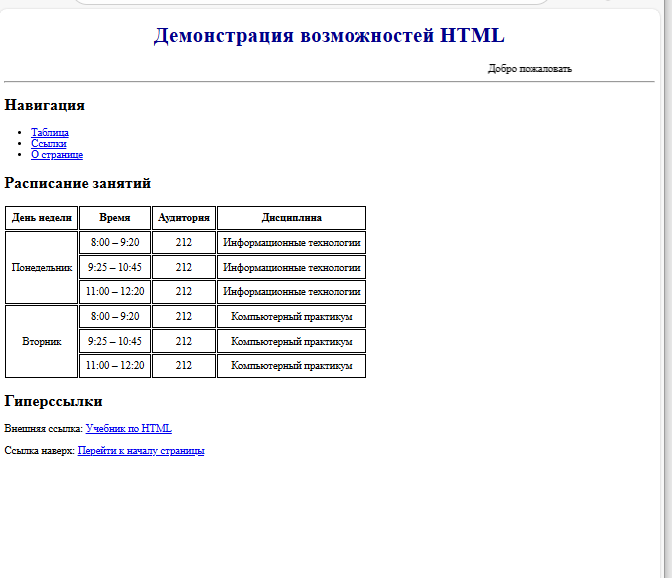 Демонстрация возможностей HTML
Добро пожаловать
Навигация
Таблица
Ссылки
О странице
Расписание занятий
День недели Время Аудитория Дисциплина
Понедельник 8:00 – 9:20 212 Информационные технологии
9:25 – 10:45 212 Информационные технологии
11:00 – 12:20 212 Информационные технологии
Вторник 8:00 – 9:20 212 Компьютерный практикум
9:25 – 10:45 212 Компьютерный практикум
11:00 – 12:20 212 Компьютерный практикум
Гиперссылки
Внешняя ссылка: Учебник по HTML
Ссылка наверх: Перейти к началу страницы